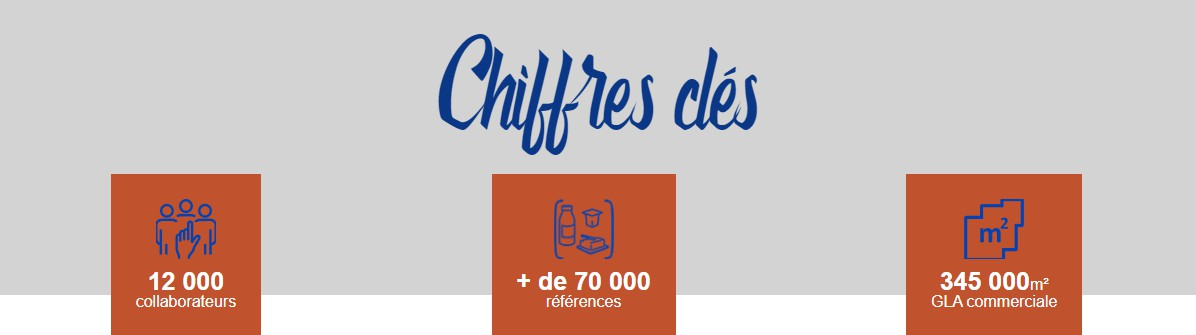 Chiffres clés
12 000
collaborateurs
+ de 70 000
références
m²
345 000m²
GLA commerciale